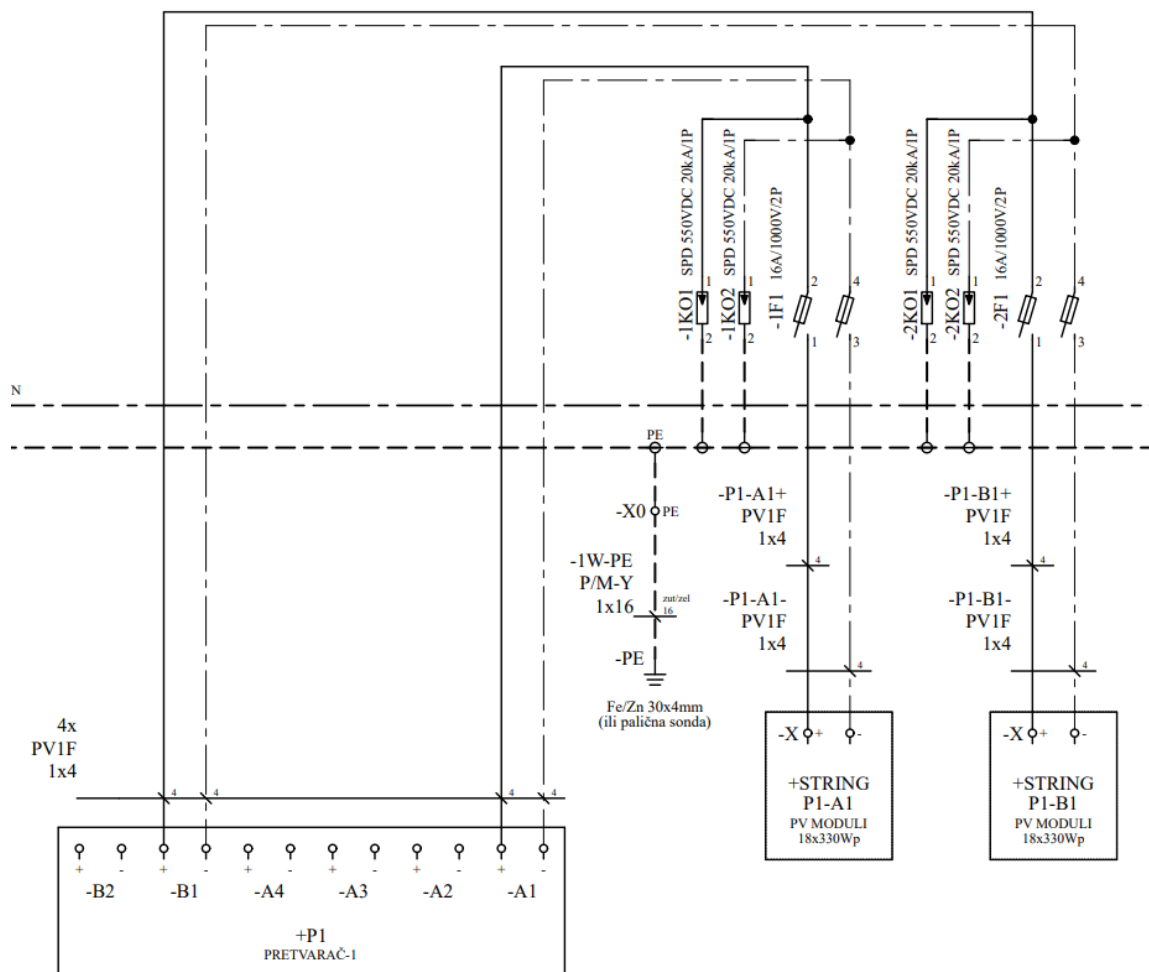 SPD 550VDC 20kA/1P
SPD 550VDC 20kA/1P
16A/1000V/2P
SPD 550VDC 20kA/1P
SPD 550VDC 20kA/1P
16A/1000V/2P
-1KO1
1
2
-1KO2
1
2
-1F1
2
1
4
3
-2KO1
1
2
-2KO2
1
2
-2F1
2
1
4
3
N
PE
-X0
PE
-1W-PE
P/M-Y
1x16
zut/zel
16
-PE
Fe/Zn 30x4mm
(ili palična sonda)
-P1-A1+
PV1F
1x4
4
-P1-A1-
PV1F
1x4
4
-P1-B1+
PV1F
1x4
4
-P1-B1-
PV1F
1x4
4
-X + -
+STRING
P1-A1
PV MODULI
18x330Wp
-X + -
+STRING
P1-B1
PV MODULI
18x330Wp
4x
PV1F
1x4
4 4 4 4
+ - + - + - + - + - + -
-B2 -B1 -A4 -A3 -A2 -A1
+P1
PRETVARAČ-1